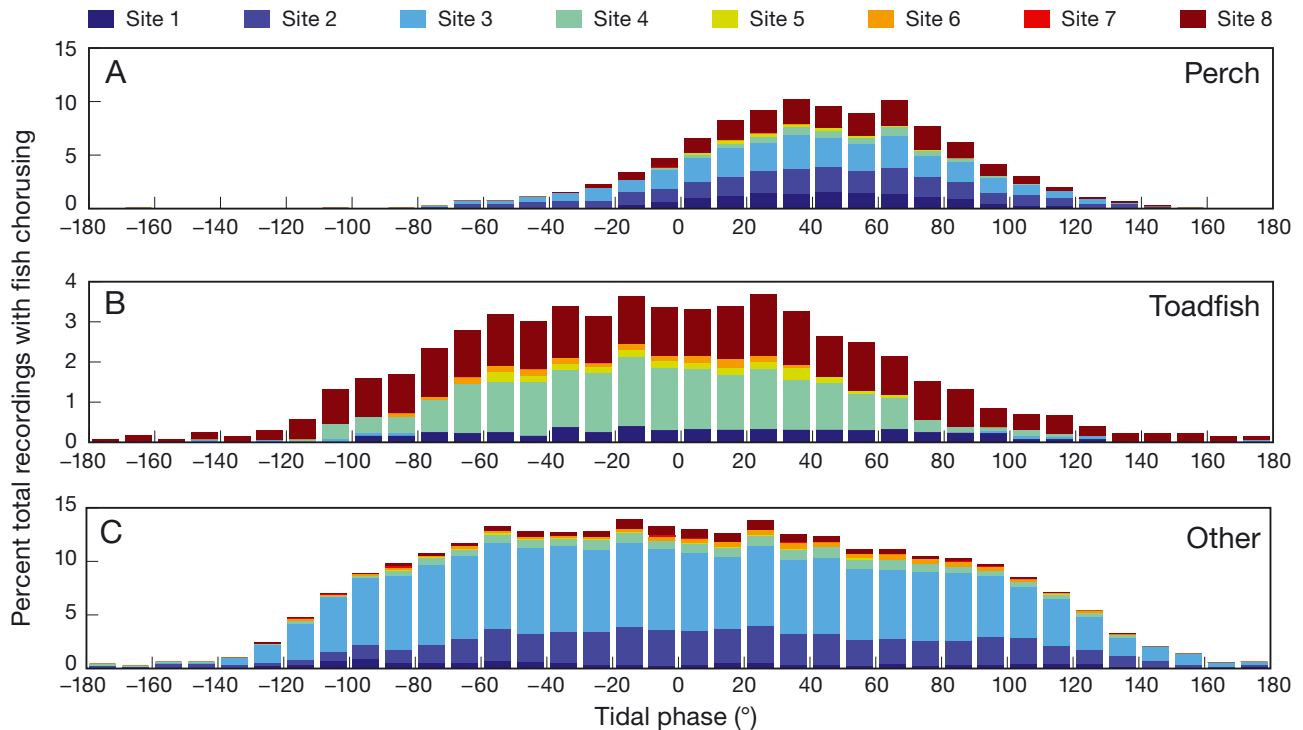 Site 1 Site 2 Site 3 Site 4 Site 5 Site 6 Site 7 Site 8
Percent total recordings with fish chorusing
A Perch
15
10
5
0
−180 −160 −140 −120 −100 −80 −60 −40 −20 0 20 40 60 80 100 120 140 160 180
B Toadfish
4
3
2
1
0
−180 −160 −140 −120 −100 −80 −60 −40 −20 0 20 40 60 80 100 120 140 160 180
C Other
15
10
5
0
−180 −160 −140 −120 −100 −80 −60 −40 −20 0 20 40 60 80 100 120 140 160 180
Tidal phase (°)